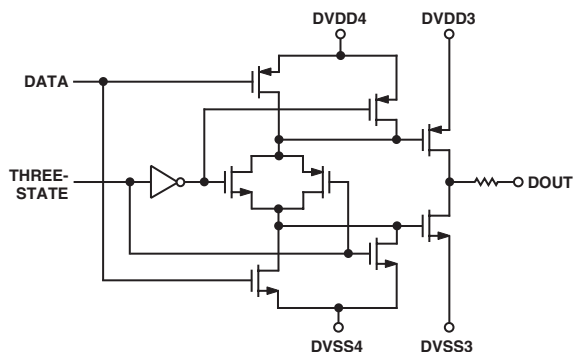 DVDD4
DVDD3
DATA
THREE-
STATE
DOUT
DVSS4
DVSS3